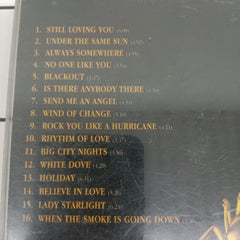 1. STILL LOVING YOU
2. UNDER THE SAME SUN
3. ALWAYS SOMEWHERE
4. NO ONE LIKE YOU
5. BLACKOUT
6. IS THERE ANYBODY THERE
7. SEND ME AN ANGEL
8. WIND OF CHANGE
9. ROCK YOU LIKE A HURRICANE
10. RHYTHM OF LOVE
11. BIG CITY NIGHTS
12. WHITE DOVE
13. HOLIDAY
14. BELIEVE IN LOVE
15. LADY STARLIGHT
16. WHEN THE SMOKE IS GOING DOWN